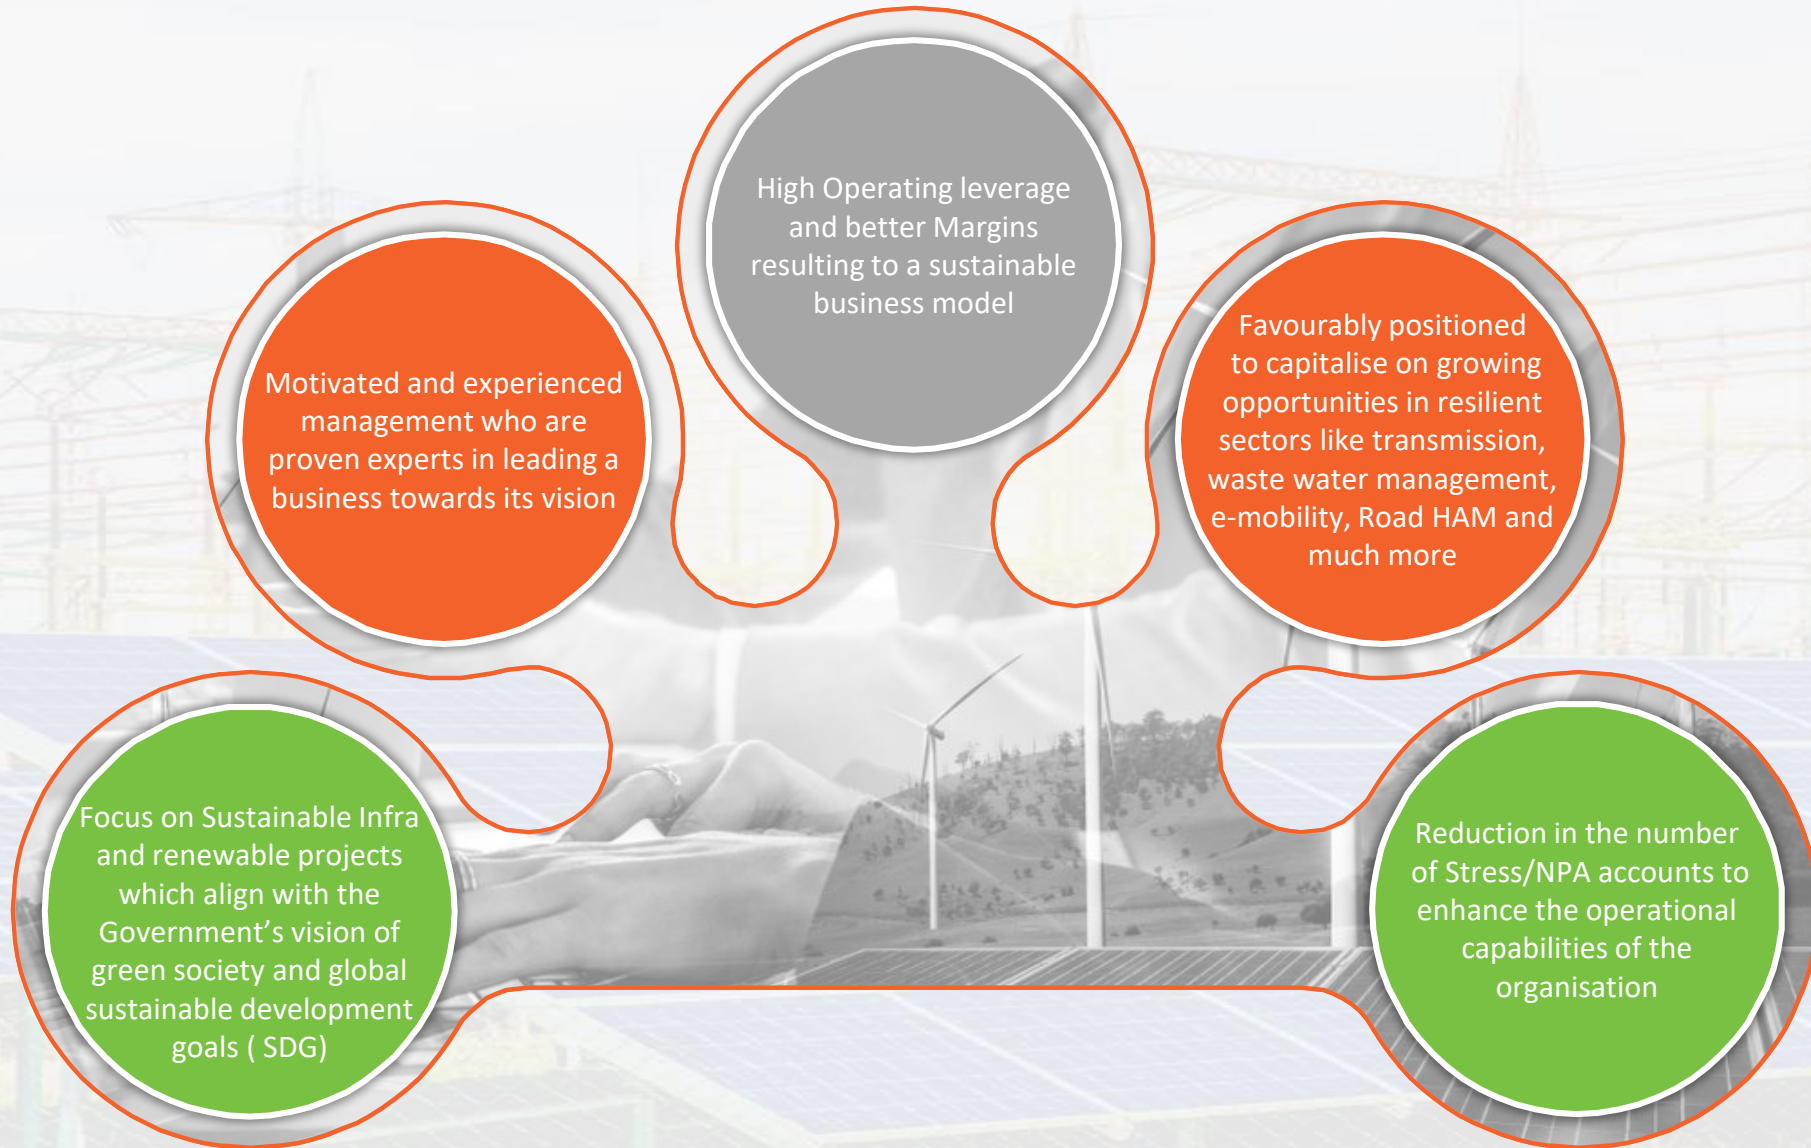 Focus on Sustainable Infra
and renewable projects
which align with the
Government’s vision of
green society and global
sustainable development
goals ( SDG)
Motivated and experienced
management who are
proven experts in leading a
business towards its vision
High Operating leverage
and better Margins
resulting to a sustainable
business model
Favourably positioned
to capitalise on growing
opportunities in resilient
sectors like transmission,
waste water management,
e-mobility, Road HAM and
much more
Reduction in the number
of Stress/NPA accounts to
enhance the operational
capabilities of the
organisation